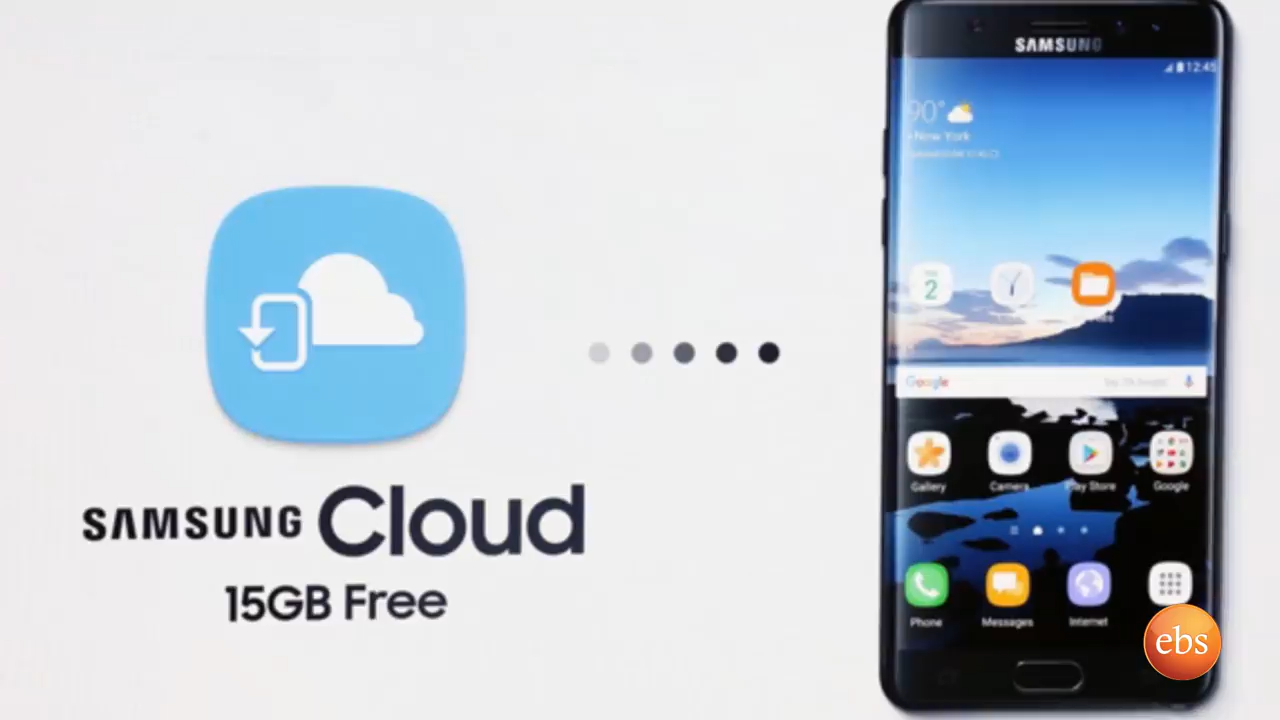 SAMSUNG Cloud
15GB Free
SAMSUNG
12:45
90°
New York
2
Google
Gallery Camera Play Store Google
Phone Messages Internet
ebs